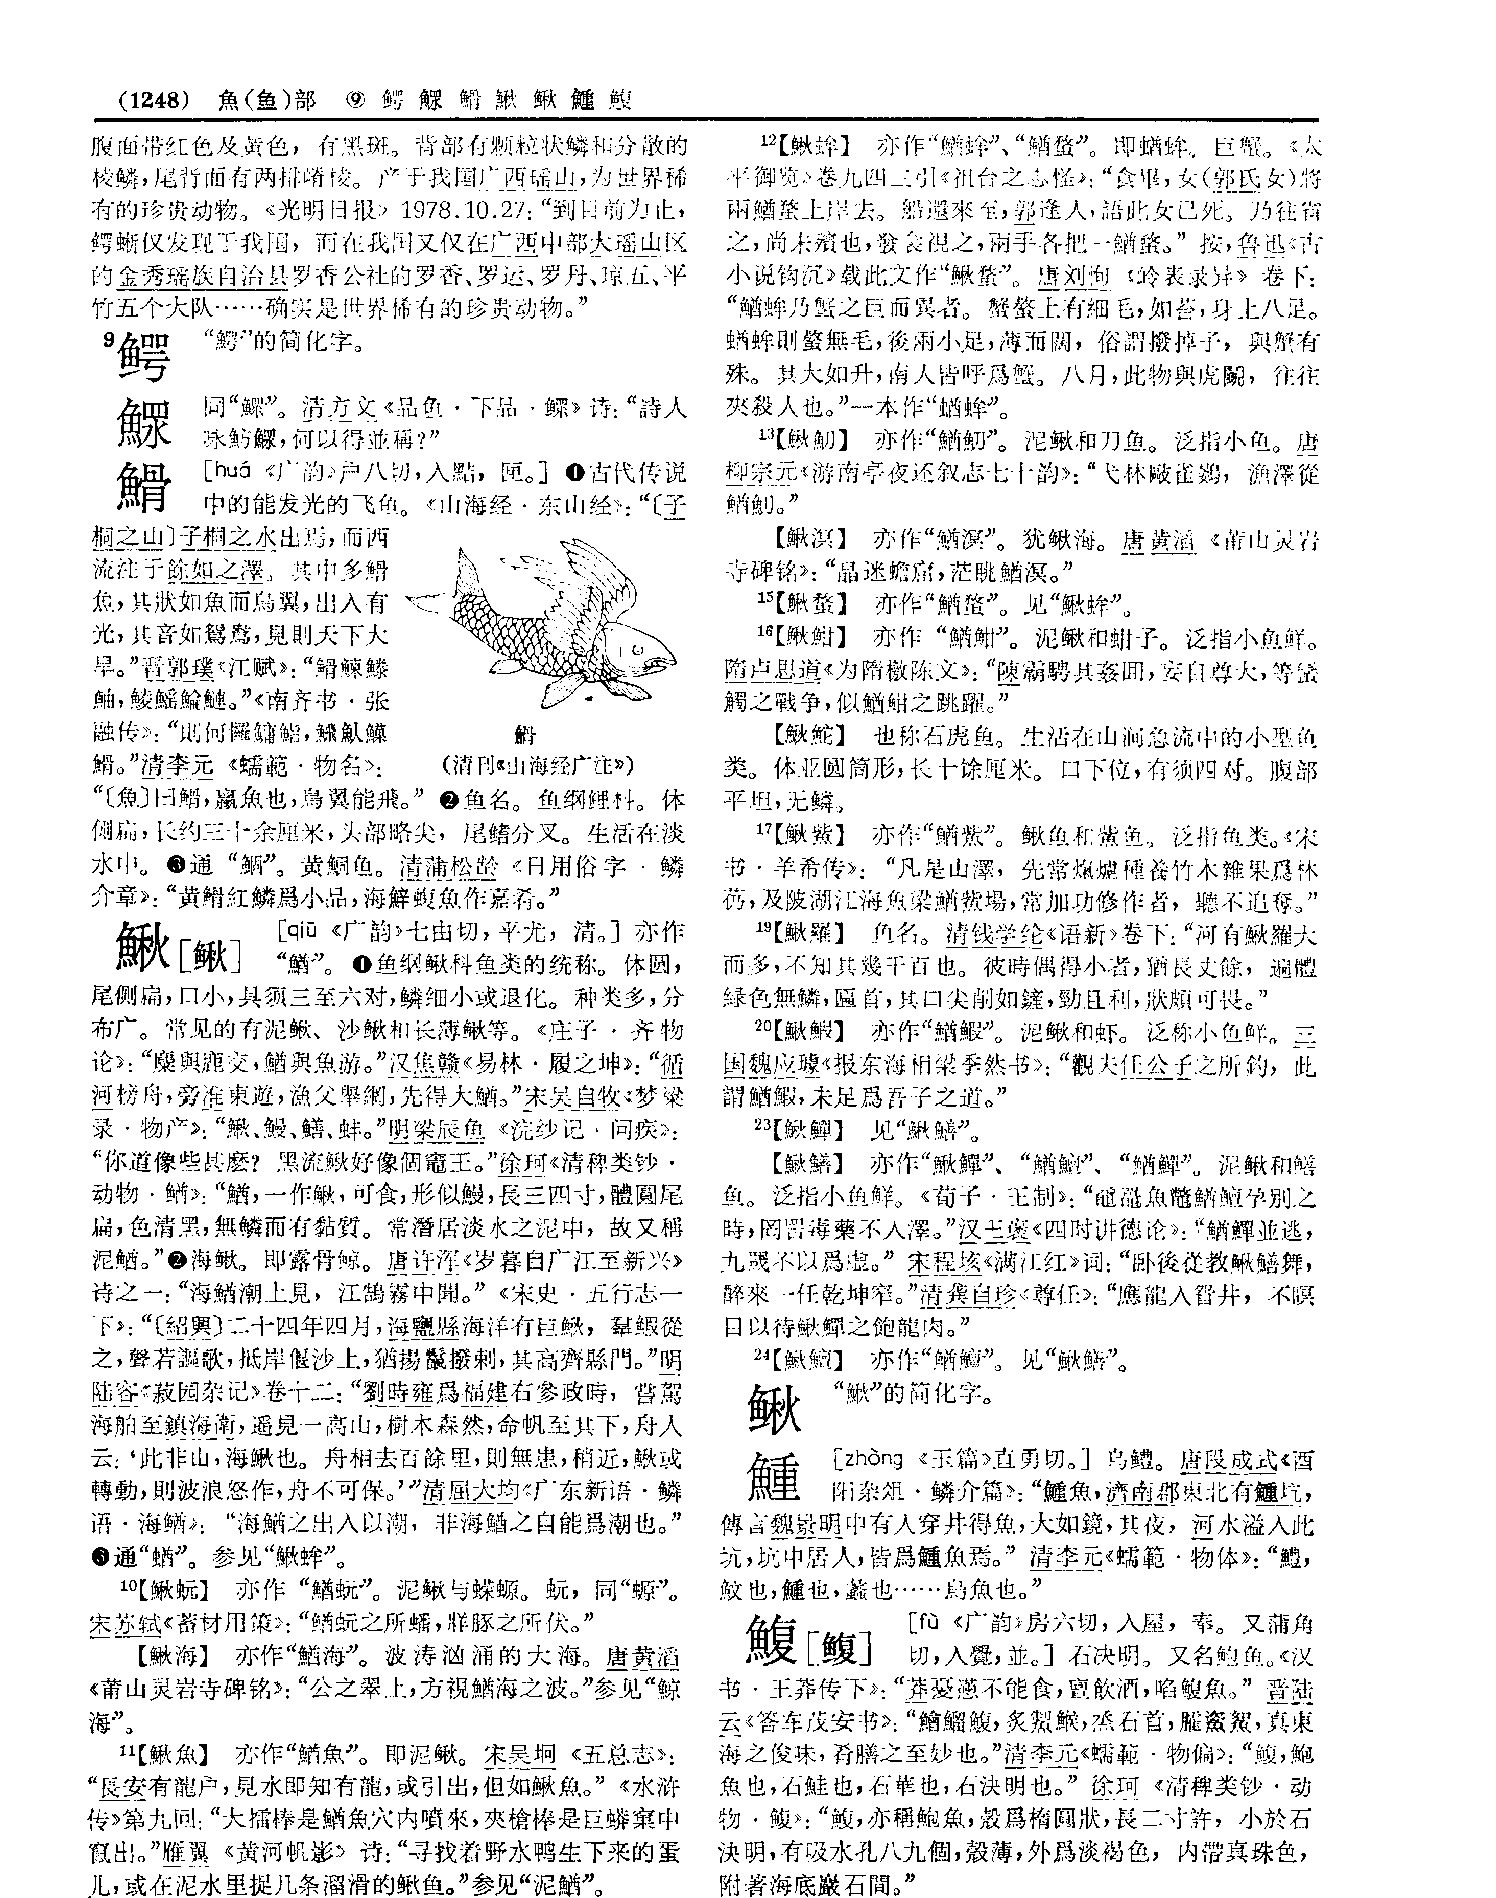 (1248) 魚(鱼)部 ⑨ 鳄 鰥 鰼 鰍 鳅 鱆 鰒
腹面带红色及黄色，有黑斑。背部有颗粒状鳞和分散的
棱鳞，尾背面有两排嵴棱。产于我国广西瑶山，为世界稀
有的珍贵动物。《光明日报》1978.10.27：“到目前为止，
鳄蜥仅发现于我国，而在我国又仅在广西中部大瑶山区
的金秀瑶族自治县罗香公社的罗香、罗运、罗丹、琼五、平
竹五个大队……确实是世界稀有的珍贵动物。”
9 鳄 “鰐”的简化字。
同“鰥”。清方文《品鱼·下品·鳏》诗：“詩人
咏魴鰥，何以得並稱？”
䱻 [huá 《广韵》户八切，入黠，匣。] ❶古代传说
中的能发光的飞鱼。《山海经·东山经》：“〔子
桐之山〕子桐之水出焉，而西
流注于餘如之澤。其中多䱻
魚，其狀如魚而鳥翼，出入有
光，其音如鴛鴦，見則天下大
旱。”晋郭璞《江赋》：“䱻鰊
”《南齐书·张
融传》：“
䱻。”清李元《蠕範·物名》：
“〔魚〕曰䱻，蠃魚也，鳥翼能飛。” ❷鱼名。鱼纲鲤科。体
侧扁，长约三十余厘米，头部略尖，尾鳍分叉。生活在淡
水中。❸通“鲴”。黄鲴鱼。清蒲松龄《日用俗字·鳞
介章》：“黄䱻紅鱗爲小品，海鮮鰒魚作嘉肴。”
鰍[鳅] [qiū 《广韵》七由切，平尤，清。] 亦作
“鰌”。❶鱼纲鳅科鱼类的统称。体圆，
尾侧扁，口小，具须三至六对，鳞细小或退化。种类多，分
布广。常见的有泥鳅、沙鳅和长薄鳅等。《庄子·齐物
论》：“麋與鹿交，鰌與魚游。”汉焦赣《易林·履之坤》：“循
河榜舟，旁淮東遊，漁父舉網，先得大鰌。”宋吴自牧《梦粱
录·物产》：“鰍、鰻、鱔、蚌。”明梁辰鱼《浣纱记·问疾》：
“你道像些甚麽？黑流鰍好像個竈王。”徐珂《清稗类钞·
动物·鰌》：“鰌，一作鰍，可食，形似鰻，長三四寸，體圓尾
扁，色清黑，無鱗而有黏質。常潛居淡水之泥中，故又稱
泥鰌。”❷海鳅。即露脊鲸。唐许浑《岁暮自广江至新兴》
诗之一：“海鰌潮上見，江鵠霧中聞。”《宋史·五行志一
下》：“〔紹興〕二十四年四月，海鹽縣海洋有巨鰍，羣鰕從
之，聲若謳歌，抵岸偃沙上，猶揚鬣撥剌，其高齊縣門。”明
陆容《菽园杂记》卷十二：“劉時雍爲福建右參政時，嘗駕
海舶至鎮海衛，遥見一高山，樹木森然，命帆至其下，舟人
云：‘此非山，海鰍也。舟相去百餘里，則無患，稍近，鰍或
轉動，則波浪怒作，舟不可保。’”清屈大均《广东新语·鳞
语·海鰌》：“海鰌之出入以潮，非海鰌之自能爲潮也。”
❸通“蝤”。参见“鰍蛑”。
10【鰍蚖】 亦作“鰌蚖”。泥鳅与蝾螈。蚖，同“螈”。
宋苏轼《蓄材用策》：“鰌蚖之所蟠，牂豚之所伏。”
【鰍海】 亦作“鰌海”。波涛汹涌的大海。唐黄滔
《莆山灵岩寺碑铭》：“公之翠上，方視鰌海之波。”参见“鲸
海”。
11【鰍魚】 亦作“鰌魚”。即泥鳅。宋吴坰《五总志》：
“長安有龍户，見水即知有龍，或引出，但如鰍魚。”《水浒
传》第九回：“大擂棒是鰌魚穴内噴來，夾槍棒是巨蟒窠中
竄出。”雁翼《黄河帆影》诗：“寻找着野水鸭生下来的蛋
儿，或在泥水里捉几条溜滑的鳅鱼。”参见“泥鰌”。
12【鰍蛑】 亦作“鰌蛑”、“鰌蝥”。即蝤蛑。巨蟹。《太
平御览》卷九四二引《祖台之志怪》：“食畢，女(郭氏女)將
兩鰌蝥上岸去。船還來至，郭逢人，語此女已死。乃往省
之，尚未殯也，發衾視之，兩手各把一鰌蝥。”按，鲁迅《古
小说钩沉》载此文作“鰍蝥”。唐刘恂《岭表录异》卷下：
“鰌蛑乃蟹之巨而異者。蟹螯上有細毛，如苔，身上八足。
蝤蛑則螯無毛，後兩小足，薄而闊，俗謂撥掉子，與蟹有
殊。其大如升，南人皆呼爲蟹。八月，此物與虎鬭，往往
夾殺人也。”一本作“蝤蛑”。
13【鰍魛】 亦作“鰌魛”。泥鳅和刀鱼。泛指小鱼。唐
柳宗元《游南亭夜还叙志七十韵》：“弋林敺雀鷃，漁澤從
鰌魛。”
【鰍溟】 亦作“鰌溟”。犹鰍海。唐黄滔《莆山灵岩
寺碑铭》：“晶迷蟾窟，茫眺鰌溟。”
15【鰍蝥】 亦作“鰌蝥”。见“鰍蛑”。
16【鰍䱋】 亦作“鰌䱋”。泥鳅和蚶子。泛指小鱼鲜。
隋卢思道《为隋檄陈文》：“陳霸騁其姦回，妄自尊大，等蠻
觸之戰争，似鰌䱋之跳躍。”
【鰍鮀】 也称石虎鱼。生活在山涧急流中的小型鱼
类。体亚圆筒形，长十馀厘米。口下位，有须四对。腹部
平坦，无鳞。
17【鰍鮆】 亦作“鰌鮆”。鳅鱼和鮆鱼。泛指鱼类。《宋
书·羊希传》：“凡是山澤，先常燒爐種養竹木雜果爲林
芿，及陂湖江海魚梁鰌鮆場，常加功修作者，聽不追奪。”
19【鰍羅】 鱼名。清钱学纶《语新》卷下：“河有鰍羅大
而多，不知其幾千百也。彼時偶得小者，猶長丈餘，遍體
緑色無鱗，匾首，其口尖削如鏟，勁且利，狀頗可畏。”
20【鰍鰕】 亦作“鰌鰕”。泥鳅和虾。泛称小鱼鲜。三
国魏应璩《报东海相梁季然书》：“觀夫任公子之所釣，此
謂鰌鰕，未足爲吾子之道。”
23【鰍鱓】 见“鰍鱔”。
【鰍鱔】 亦作“鰍鱓”、“鰌鱣”、“鰌鱓”。泥鳅和鳝
鱼。泛指小鱼鲜。《荀子·王制》：“黿鼉魚鼈鰌鱣孕别之
時，罔罟毒藥不入澤。”汉王褒《四时讲德论》：“鰌鱓並逃，
九罭不以爲虚。”宋程垓《满江红》词：“卧後從教鰍鱔舞，
醉來一任乾坤窄。”清龚自珍《尊任》：“應龍入眢井，不瞑
目以待鰍鱓之飽龍肉。”
24【鰍鱣】 亦作“鰌鱣”。见“鰍鱔”。
鳅 “鰍”的简化字。
[zhòng 《玉篇》直勇切。] 乌鳢。唐段成式《酉
阳杂俎·鳞介篇》：“鮦魚，濟南郡東北有鮦坑，
傳言魏景明中有人穿井得魚，大如鏡，其夜，河水溢入此
坑，坑中居人，皆爲鮦魚焉。”清李元《蠕範·物体》：“鱧，
鮫也，鮦也，蠡也……烏魚也。”
鰒[鳆] [fù 《广韵》房六切，入屋，奉。又蒲角
切，入覺，並。] 石决明。又名鲍鱼。《汉
书·王莽传下》：“莽憂懣不能食，亶飲酒，啗鰒魚。”晋陆
云《答车茂安书》：“鱠鰡鰒，炙䱥鯸，烝石首，臛䰼䱥，真東
海之俊味，肴膳之至妙也。”清李元《蠕範·物偏》：“鰒，鮑
魚也，石鮭也，石華也，石決明也。”徐珂《清稗类钞·动
物·鰒》：“鰒，亦稱鮑魚，殼爲橢圓狀，長二寸許，小於石
決明，有吸水孔八九個，殼薄，外爲淡褐色，内帶真珠色，
附著海底巖石間。”
䱻
（清刊《山海经广注》）